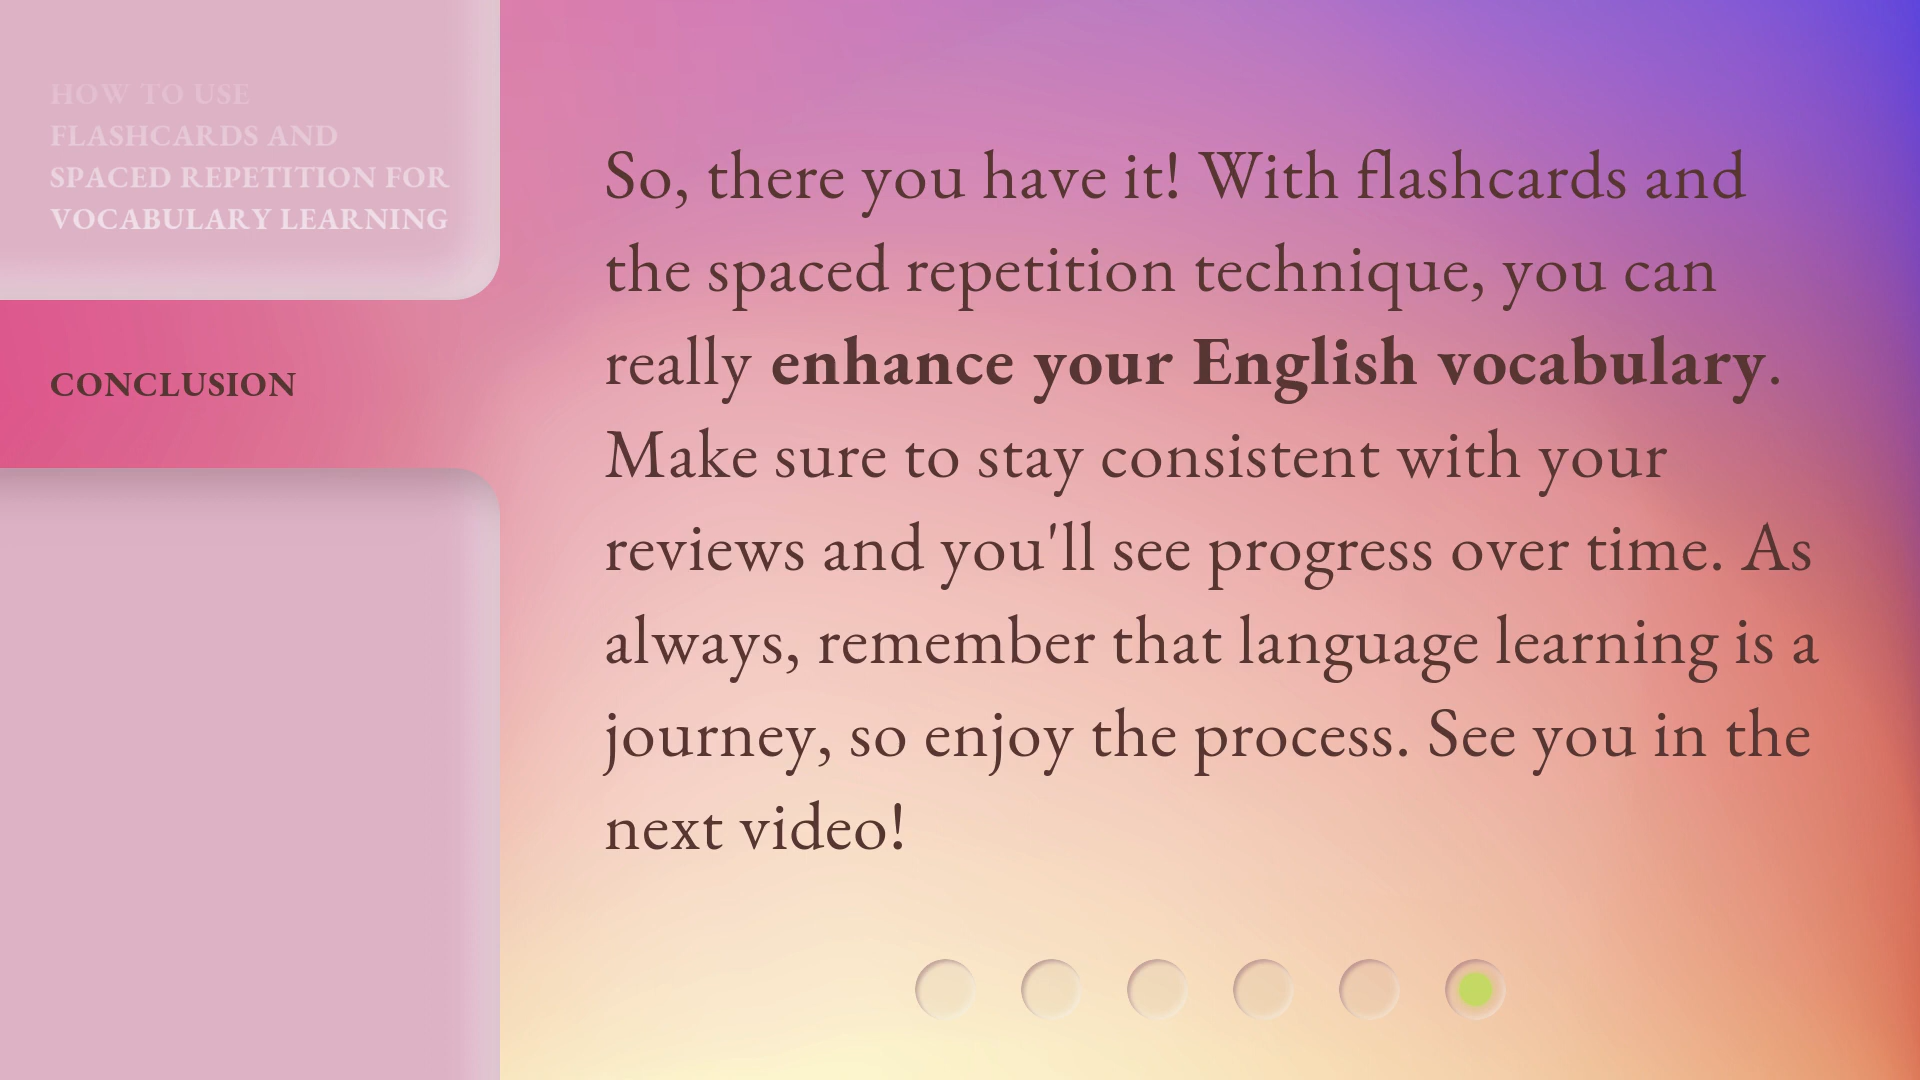 HOW TO USE
FLASHCARDS AND
SPACED REPETITION FOR
VOCABULARY LEARNING
CONCLUSION
So, there you have it! With flashcards and
the spaced repetition technique, you can
really enhance your English vocabulary.
Make sure to stay consistent with your
reviews and you'll see progress over time. As
always, remember that language learning is a
journey, so enjoy the process. See you in the
next video!